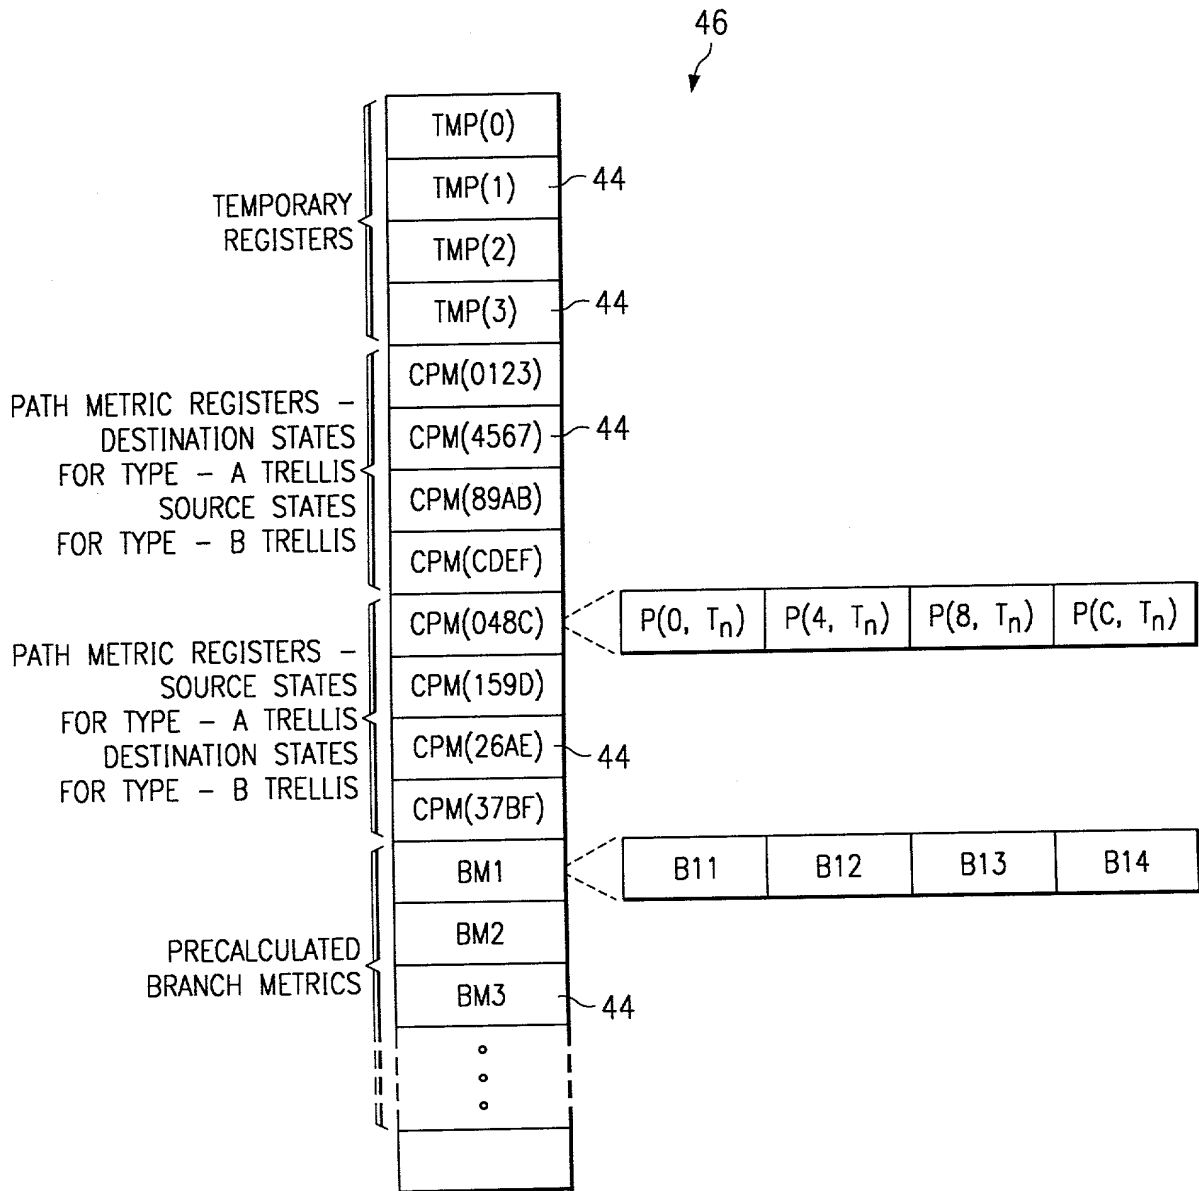 46
TMP(0)
TMP(1)
44
TEMPORARY
REGISTERS
TMP(2)
TMP(3)
44
CPM(0123)
PATH METRIC REGISTERS –
DESTINATION STATES
FOR TYPE – A TRELLIS
SOURCE STATES
FOR TYPE – B TRELLIS
CPM(4567)
44
CPM(89AB)
CPM(CDEF)
CPM(048C)
P(0, Tn)
P(4, Tn)
P(8, Tn)
P(C, Tn)
PATH METRIC REGISTERS –
SOURCE STATES
FOR TYPE – A TRELLIS
DESTINATION STATES
FOR TYPE – B TRELLIS
CPM(159D)
CPM(26AE)
44
CPM(37BF)
BM1
B11
B12
B13
B14
BM2
PRECALCULATED
BRANCH METRICS
BM3
44